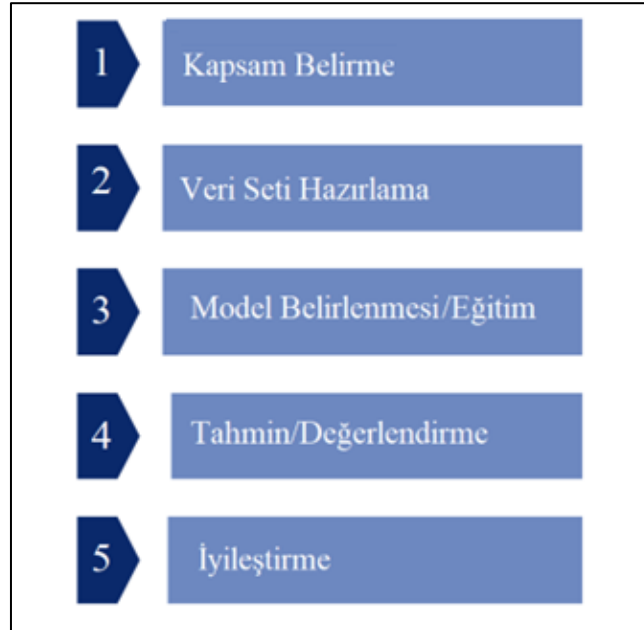 1 Kapsam Belirme
2 Veri Seti Hazırlama
3 Model Belirlenmesi/Eğitim
4 Tahmin/Değerlendirme
5 İyileştirme